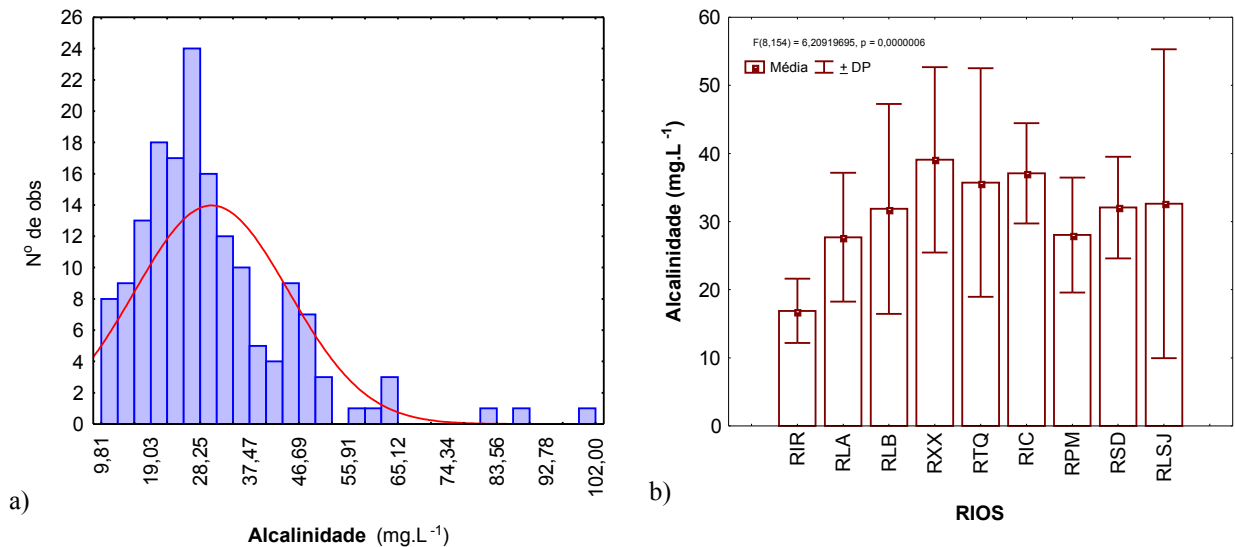 26
24
22
20
18
16
14
12
10
8
6
4
2
0
Nº de obs
9,81
19,03
28,25
37,47
46,69
55,91
65,12
74,34
83,56
92,78
102,00
a)
Alcalinidade (mg.L⁻¹)
60
50
40
30
20
10
0
Alcalinidade (mg.L⁻¹)
F(8,154) = 6,20919695, p = 0,0000006
Média ± DP
RIR
RLA
RLB
RXX
RTQ
RIC
RPM
RSD
RLSJ
b)
RIOS